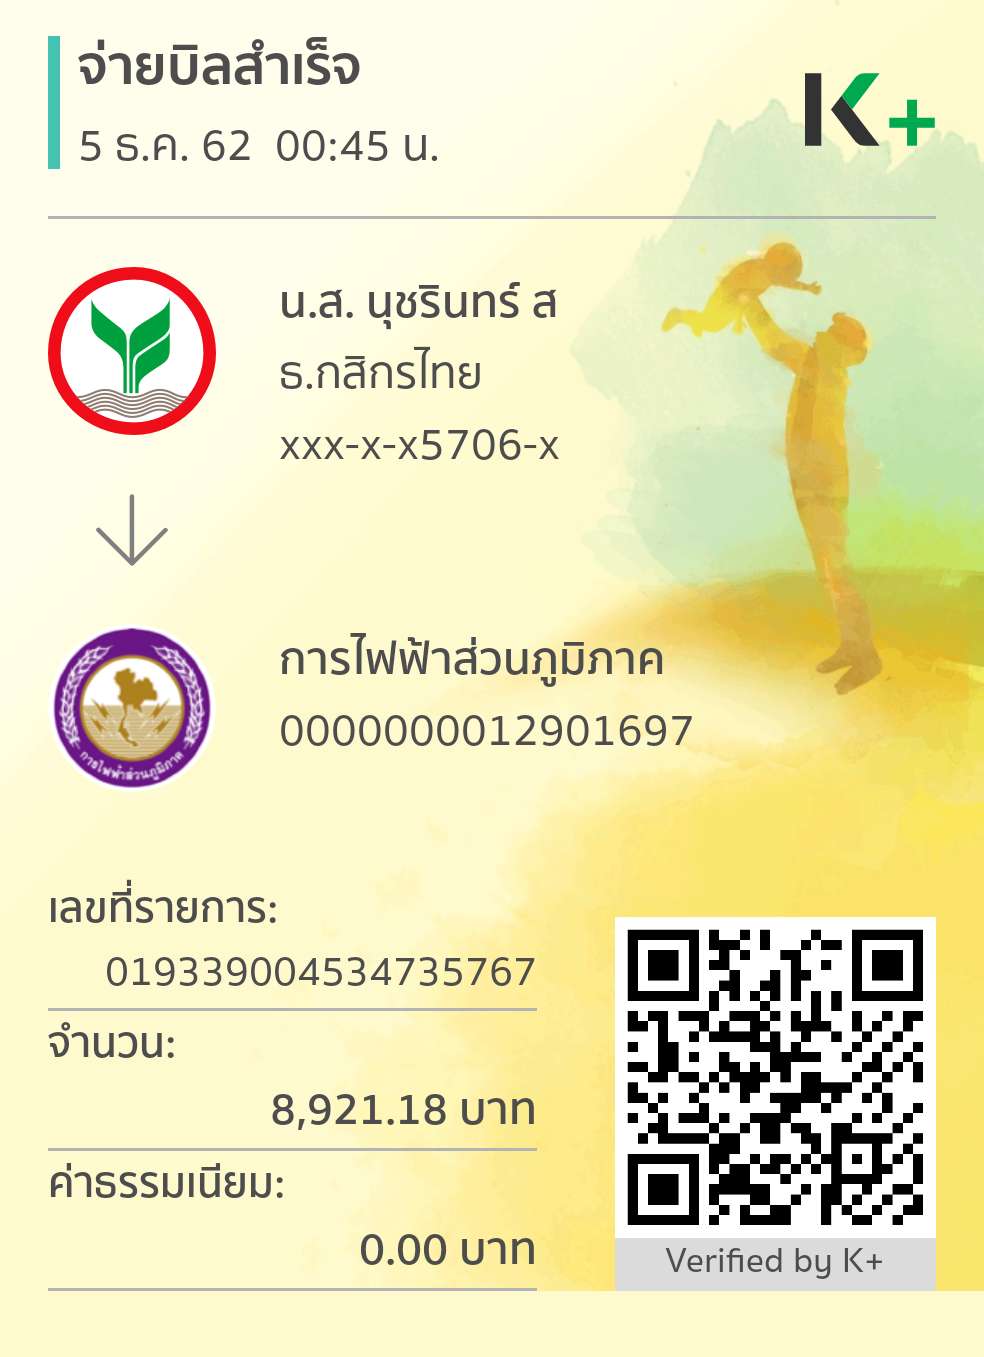 จ่ายบิลสำเร็จ
5 ธ.ค. 62 00:45 น.
K+
น.ส. นุชรินทร์ ส
ธ.กสิกรไทย
xxx-x-x5706-x
การไฟฟ้าส่วนภูมิภาค
0000000012901697
การไฟฟ้าส่วนภูมิภาค
เลขที่รายการ:
019339004534735767
จำนวน:
8,921.18 บาท
ค่าธรรมเนียม:
0.00 บาท
Verified by K+